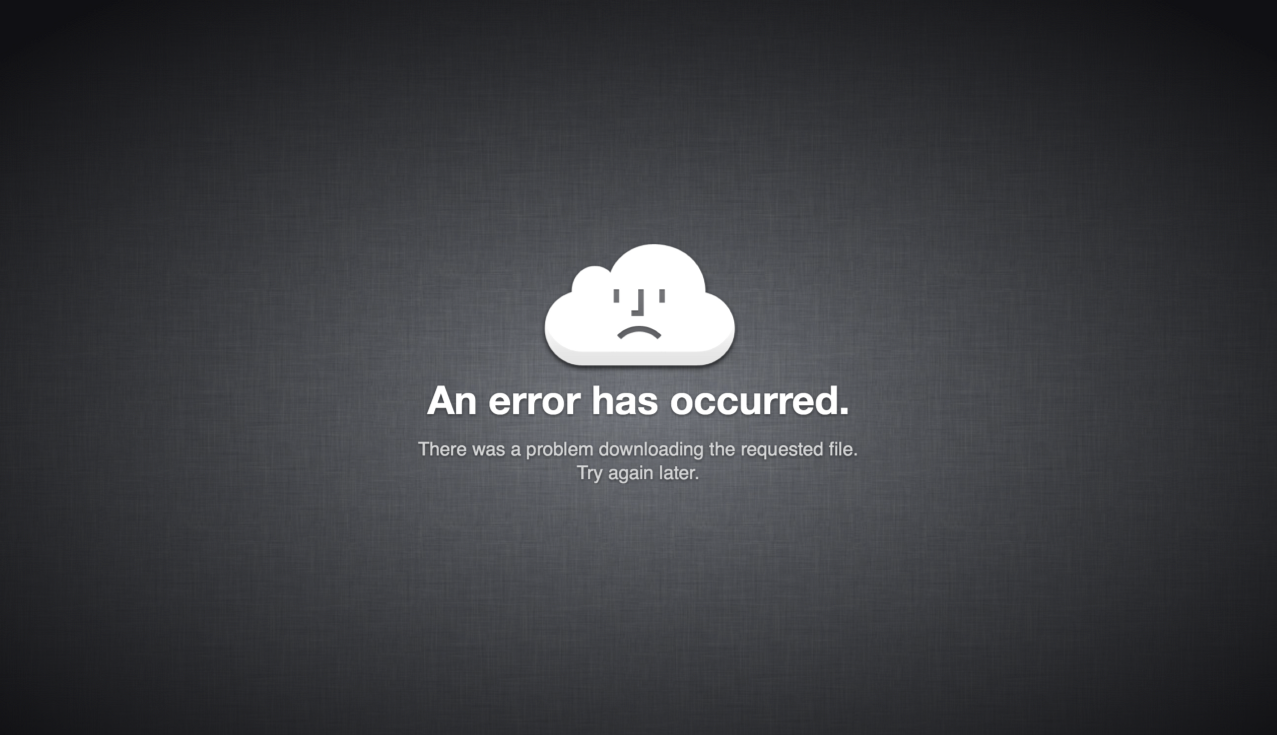 An error has occurred.
There was a problem downloading the requested file.
Try again later.